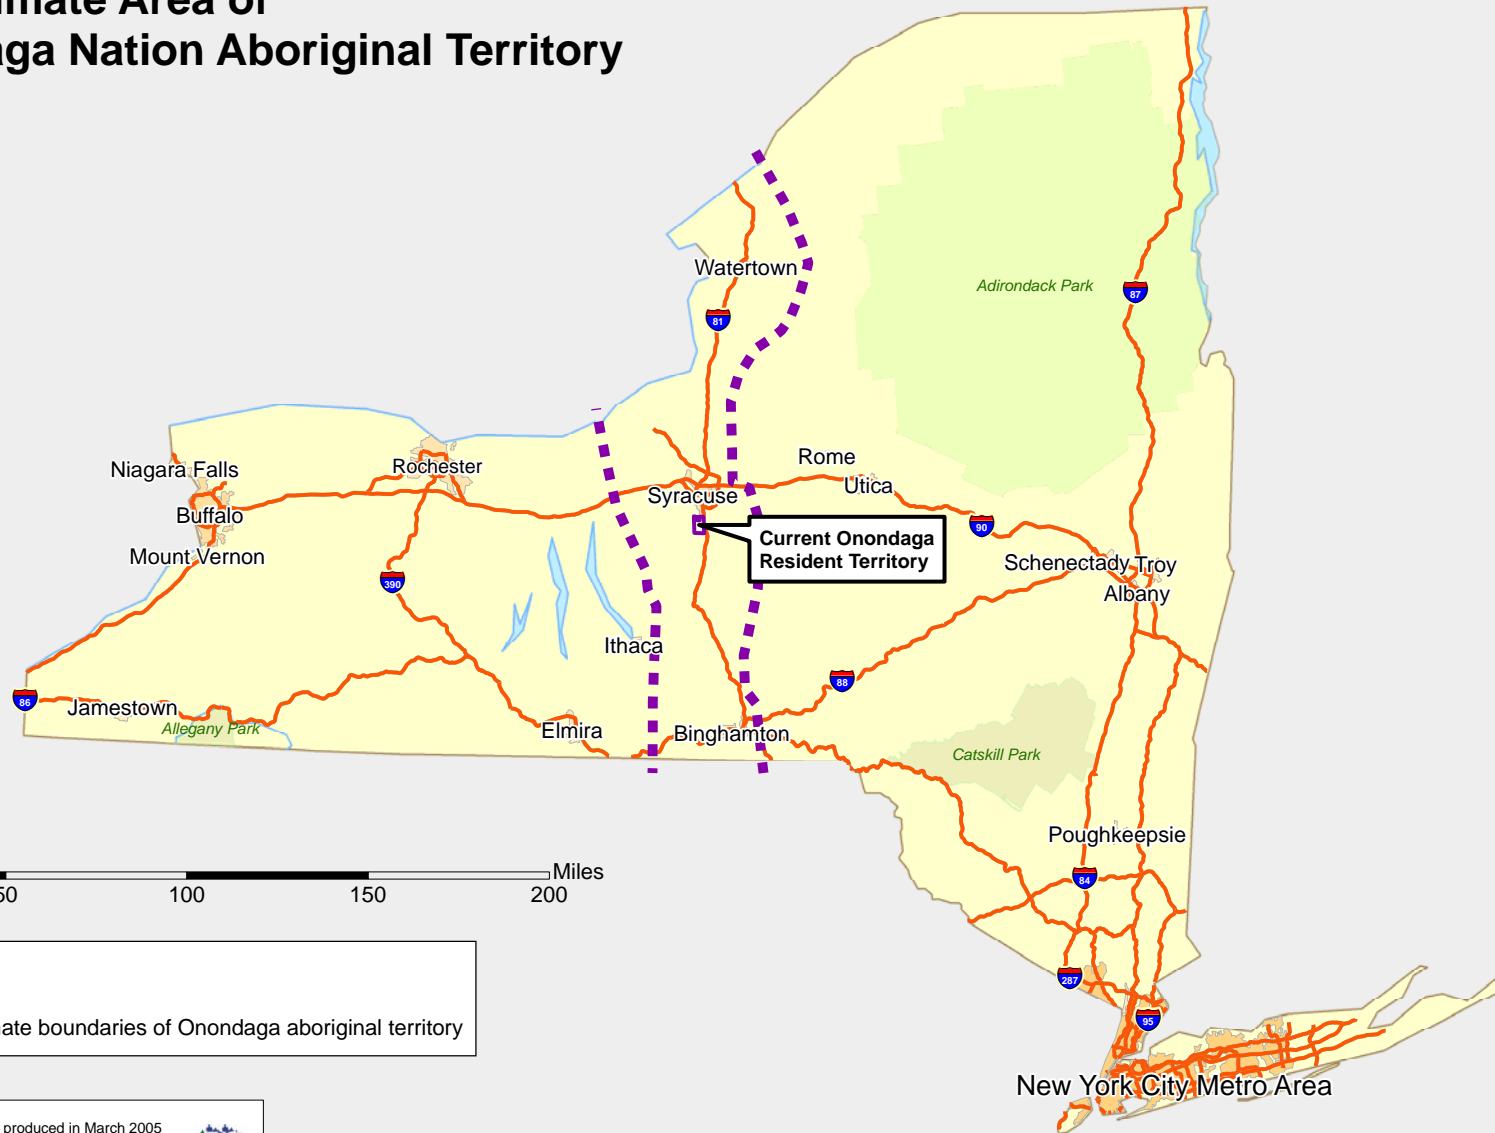 aga Nation Aboriginal Territory
Watertown
Adirondack Park
87
81
Niagara Falls
Rochester
Rome
Utica
Syracuse
Buffalo
90
Mount Vernon
Current Onondaga
Resident Territory
Schenectady
Troy
Albany
390
Ithaca
88
86
Jamestown
Allegany Park
Elmira
Binghamton
Catskill Park
Poughkeepsie
84
Miles
100
150
200
287
95
boundaries of Onondaga aboriginal territory
New York City Metro Area
produced in March 2005